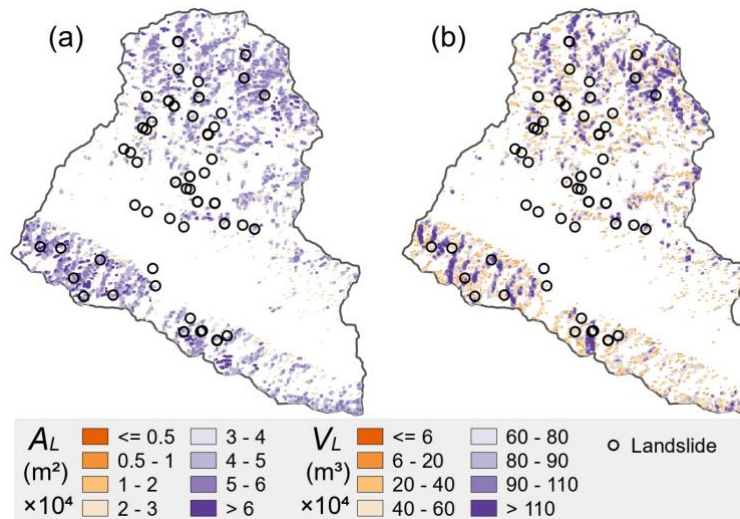 (a) (b)
A_L <= 0.5 3 - 4 V_L <= 6 60 - 80 Landslide
(m²) 0.5 - 1 4 - 5 (m³) 6 - 20 80 - 90
×10⁴ 1 - 2 5 - 6 ×10⁴ 20 - 40 90 - 110
2 - 3 > 6 40 - 60 > 110